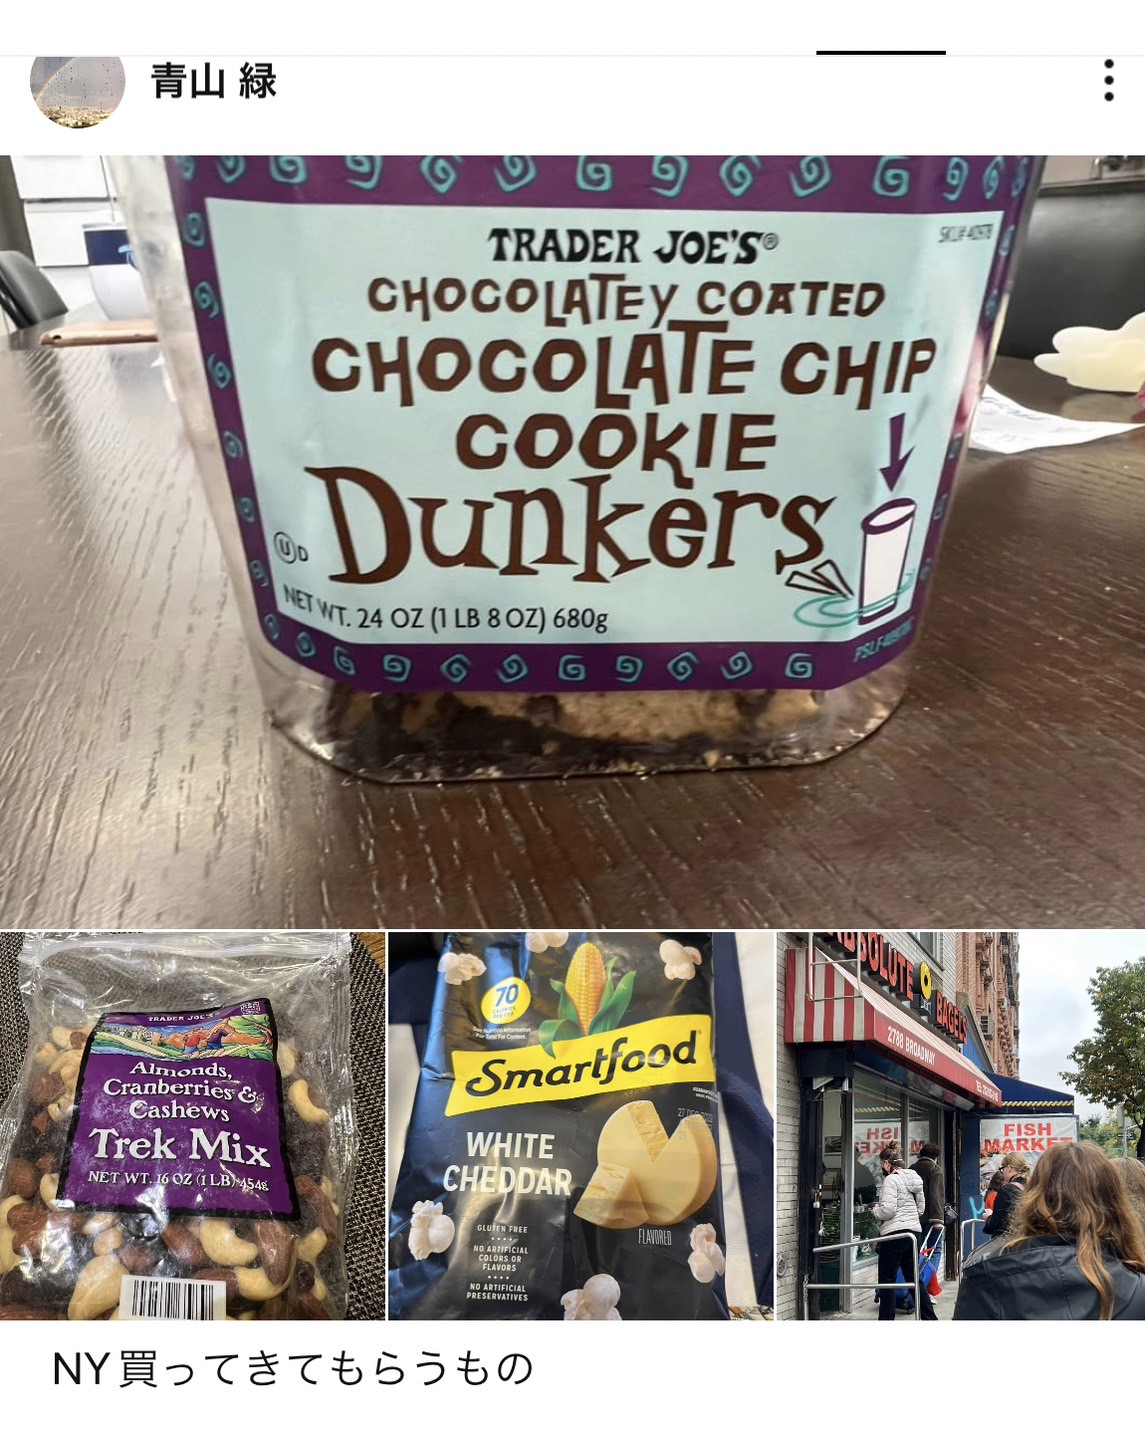 青山 緑
TRADER JOE'S®
SKU# 40978
CHOCOLATEY COATED
CHOCOLATE CHIP
COOKIE
Dunkers
U D
NET WT. 24 OZ (1 LB 8 OZ) 680g
TRADER JOE'S
Almonds,
Cranberries &
Cashews
Trek Mix
NET WT. 16 OZ (1 LB) 454g
70
Smartfood
WHITE
CHEDDAR
FLAVORED
GLUTEN FREE
NO ARTIFICIAL
COLORS OR
FLAVORS
NO ARTIFICIAL
PRESERVATIVES
ABSOLUTE BAGELS
2788 BROADWAY
FISH
MARKET
NY買ってきてもらうもの